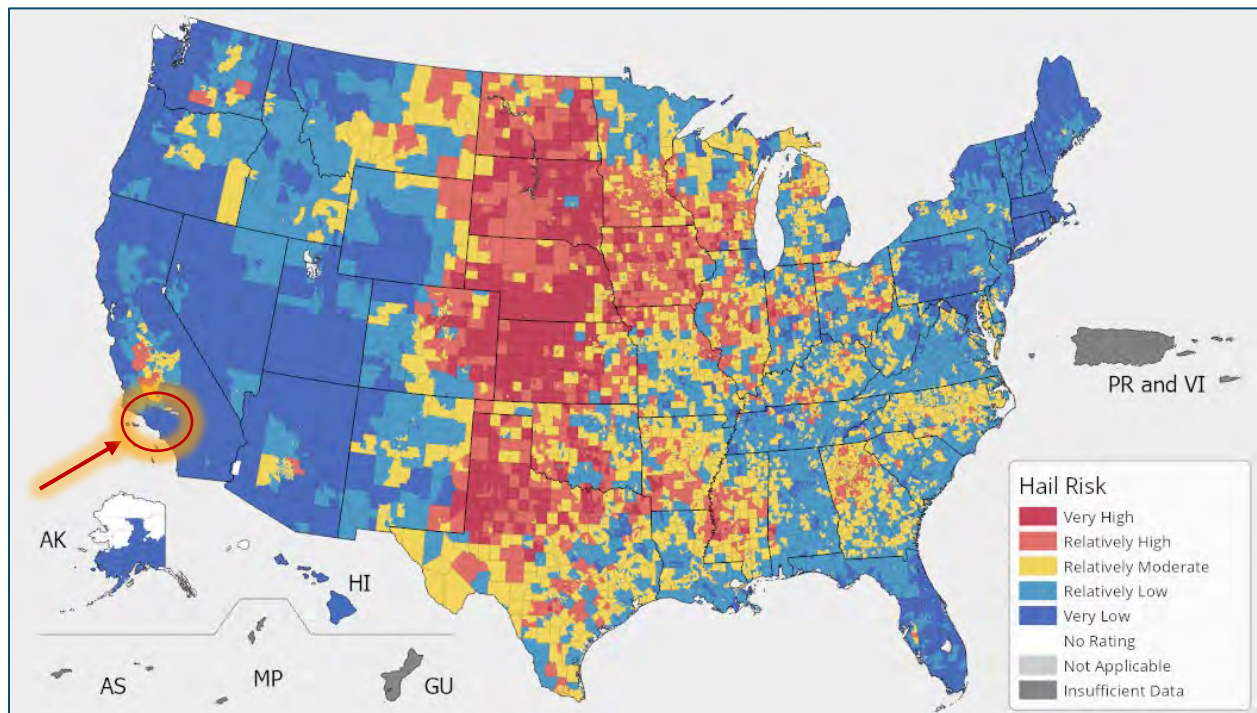 PR and VI
AK
HI
AS
MP
GU
Hail Risk
Very High
Relatively High
Relatively Moderate
Relatively Low
Very Low
No Rating
Not Applicable
Insufficient Data